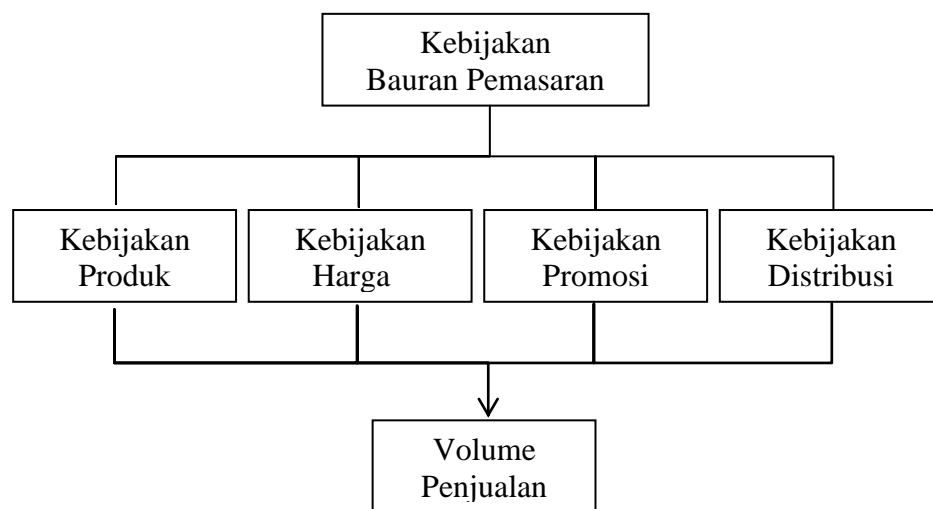 Kebijakan
Bauran Pemasaran
Kebijakan
Produk
Kebijakan
Harga
Kebijakan
Promosi
Kebijakan
Distribusi
Volume
Penjualan